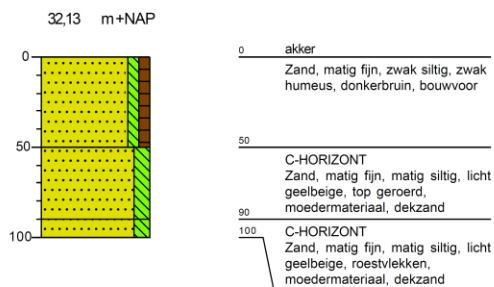 32,13 m+NAP
0
50
100
0 akker
Zand, matig fijn, zwak siltig, zwak
humeus, donkerbruin, bouwvoor
50
C-HORIZONT
Zand, matig fijn, matig siltig, licht
geelbeige, top geroerd,
moedermateriaal, dekzand
90
100 C-HORIZONT
Zand, matig fijn, matig siltig, licht
geelbeige, roestvlekken,
moedermateriaal, dekzand